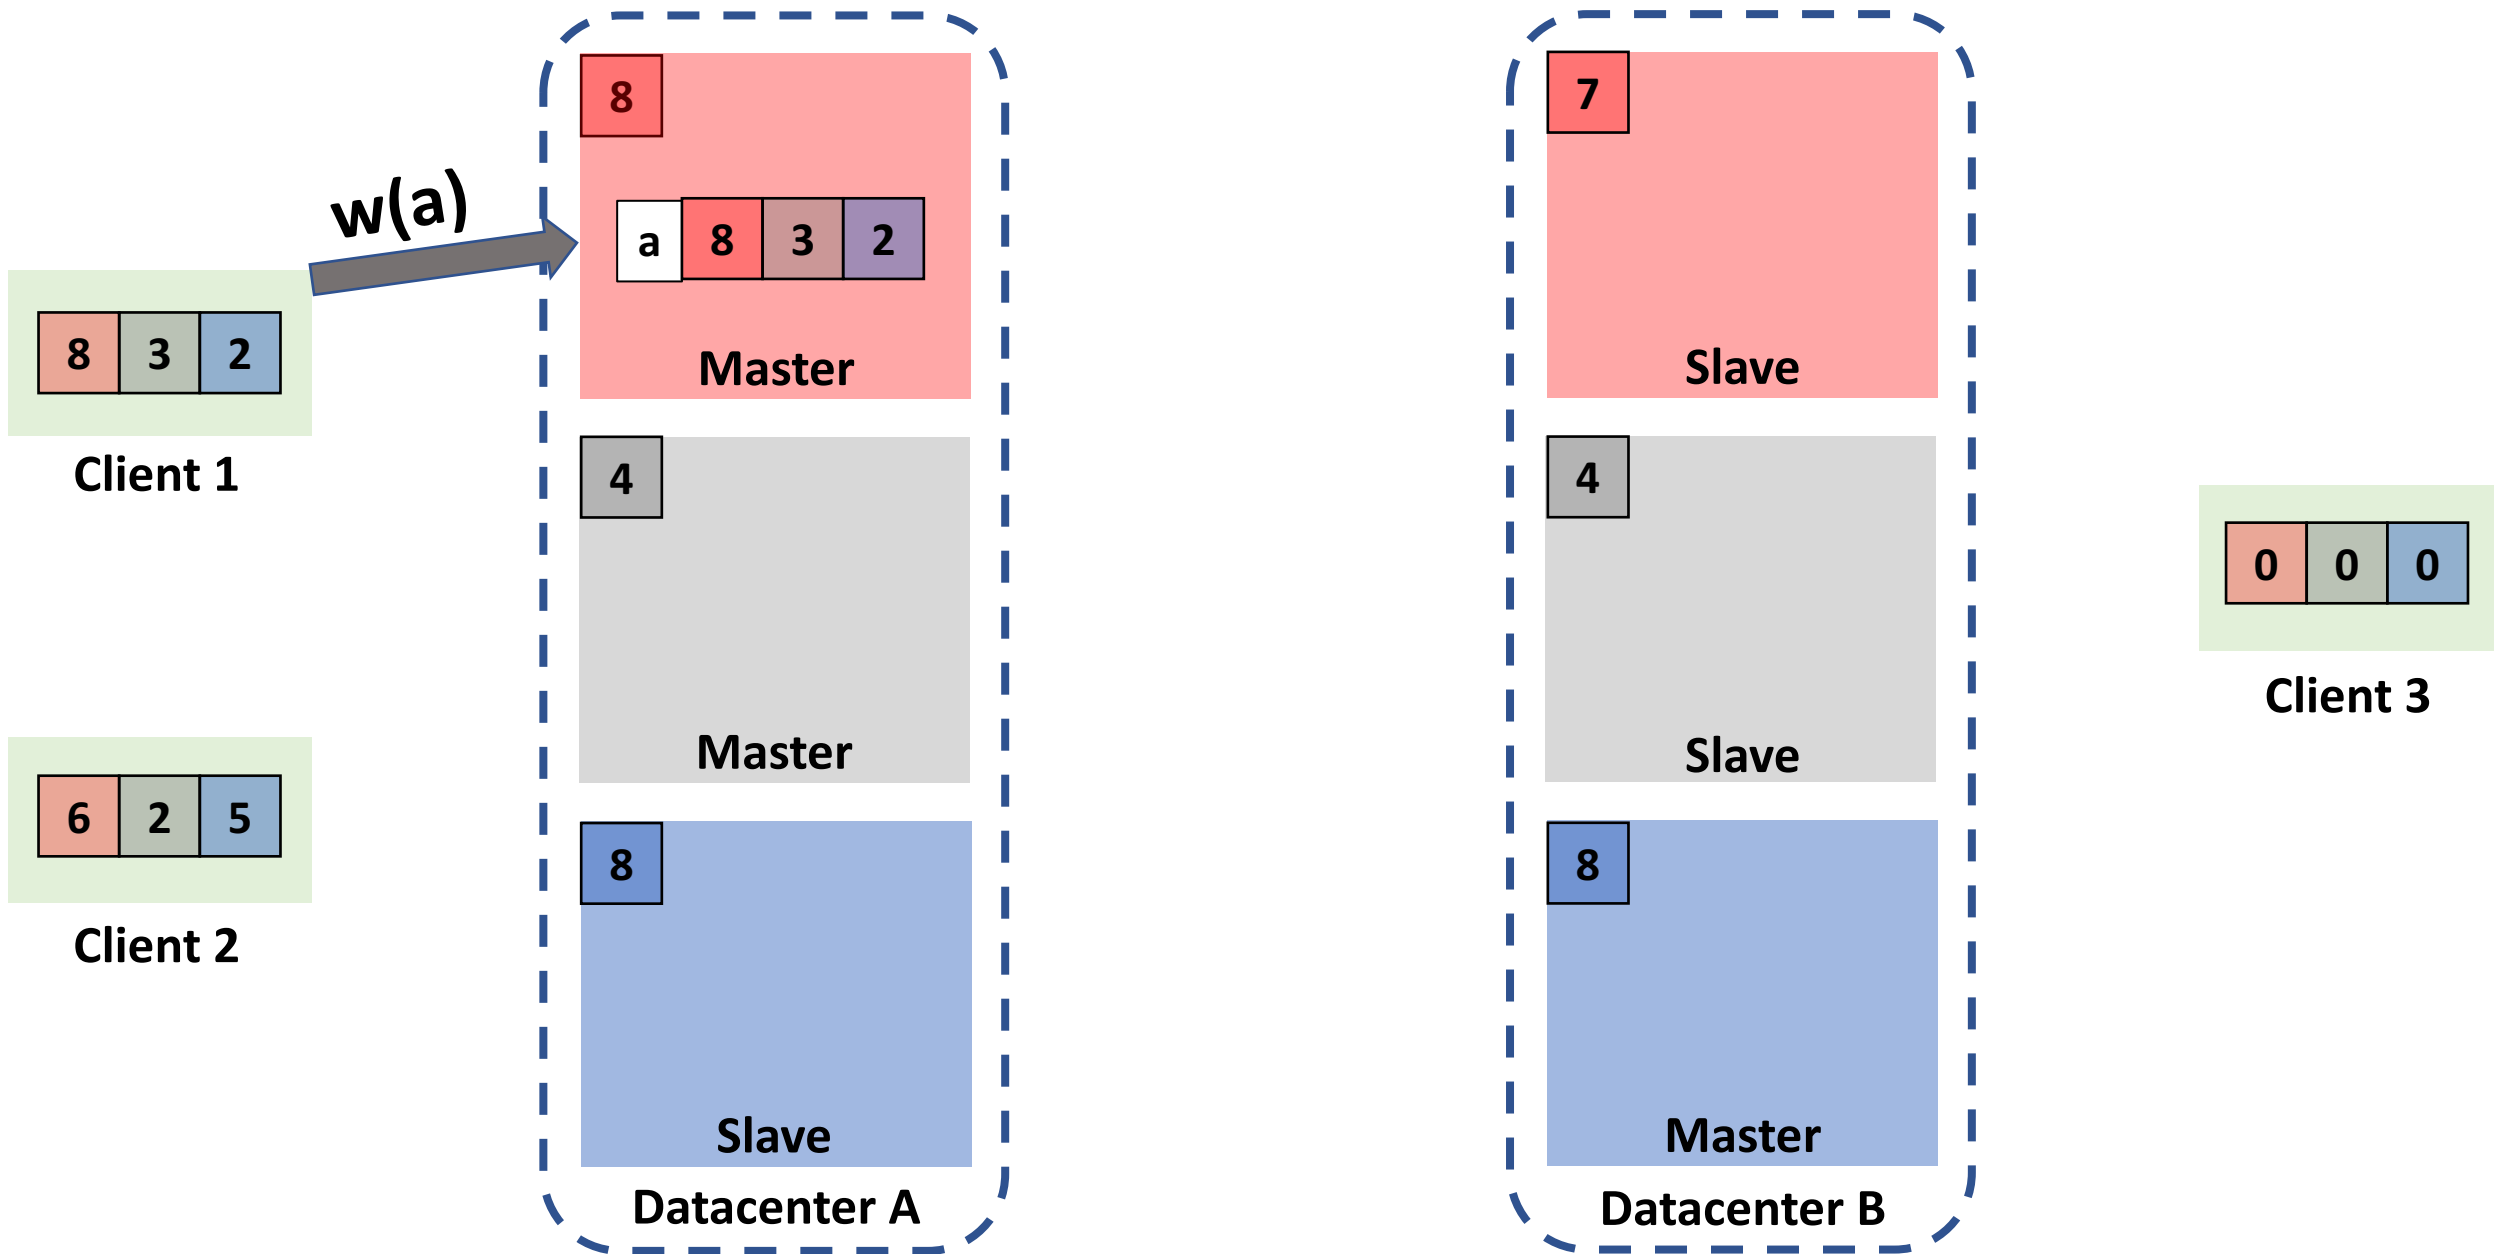 w(a)
8 3 2
Client 1
6 2 5
Client 2
8
a 8 3 2
Master
4
Master
8
Slave
Datacenter A
7
Slave
4
Slave
8
Master
Datacenter B
0 0 0
Client 3